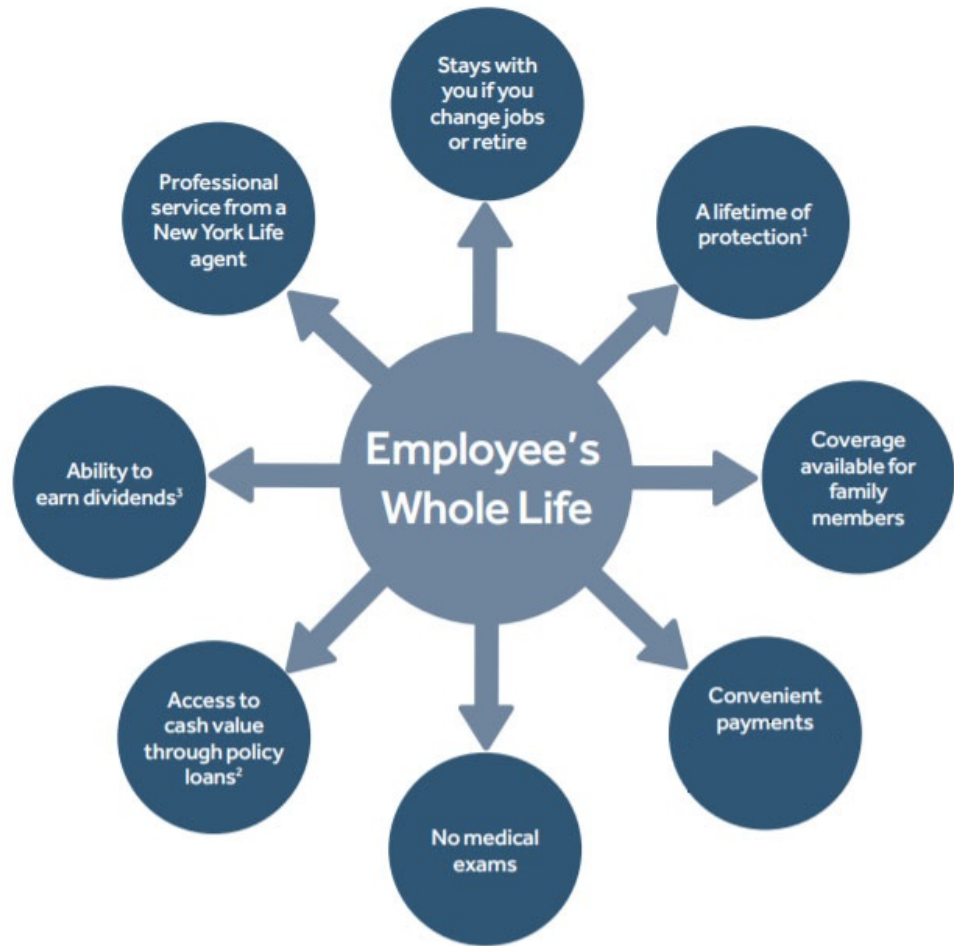 Stays with
you if you
change jobs
or retire
A lifetime of
protection¹
Coverage
available for
family
members
Convenient
payments
No medical
exams
Access to
cash value
through policy
loans²
Ability to
earn dividends³
Professional
service from a
New York Life
agent
Employee’s
Whole Life